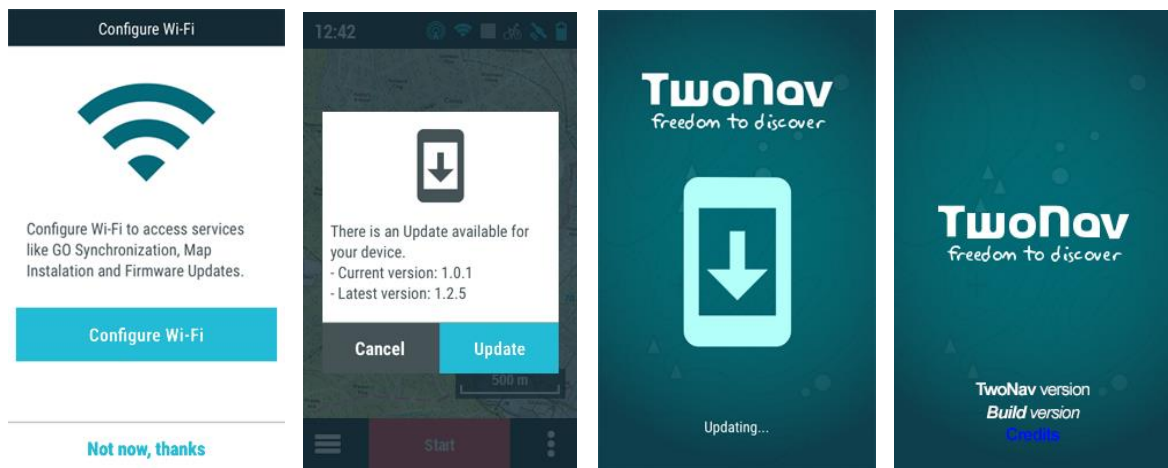 Configure Wi-Fi
Configure Wi-Fi to access services
like GO Synchronization, Map
Instalation and Firmware Updates.
Configure Wi-Fi
Not now, thanks
12:42
There is an Update available for
your device.
- Current version: 1.0.1
- Latest version: 1.2.5
Cancel
Update
500 m
Start
TwoNav
freedom to discover
Updating...
TwoNav
freedom to discover
TwoNav version
Build version
Credits